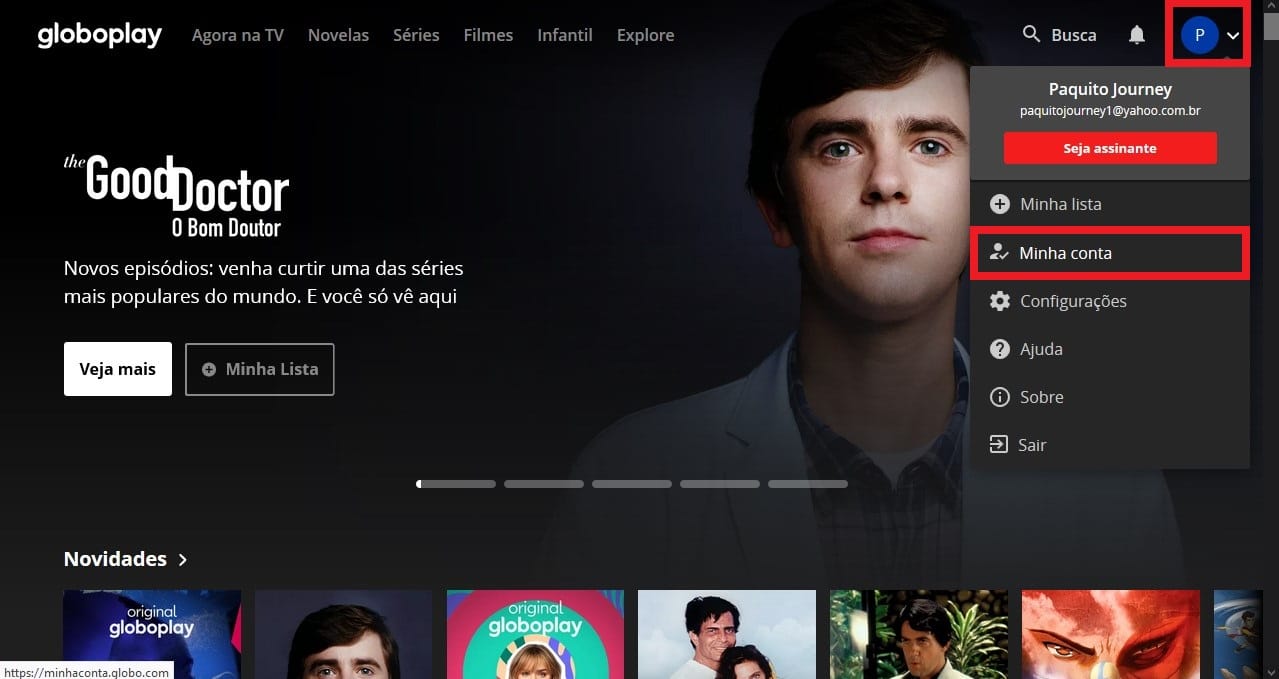 globoplay
Agora na TV
Novelas
Séries
Filmes
Infantil
Explore
Busca
P
Paquito Journey
paquitojourney1@yahoo.com.br
Seja assinante
Minha lista
Minha conta
Configurações
Ajuda
Sobre
Sair
the Good Doctor
O Bom Doutor
Novos episódios: venha curtir uma das séries
mais populares do mundo. E você só vê aqui
Veja mais
Minha Lista
Novidades
original
globoplay
original
globoplay
https://minhaconta.globo.com